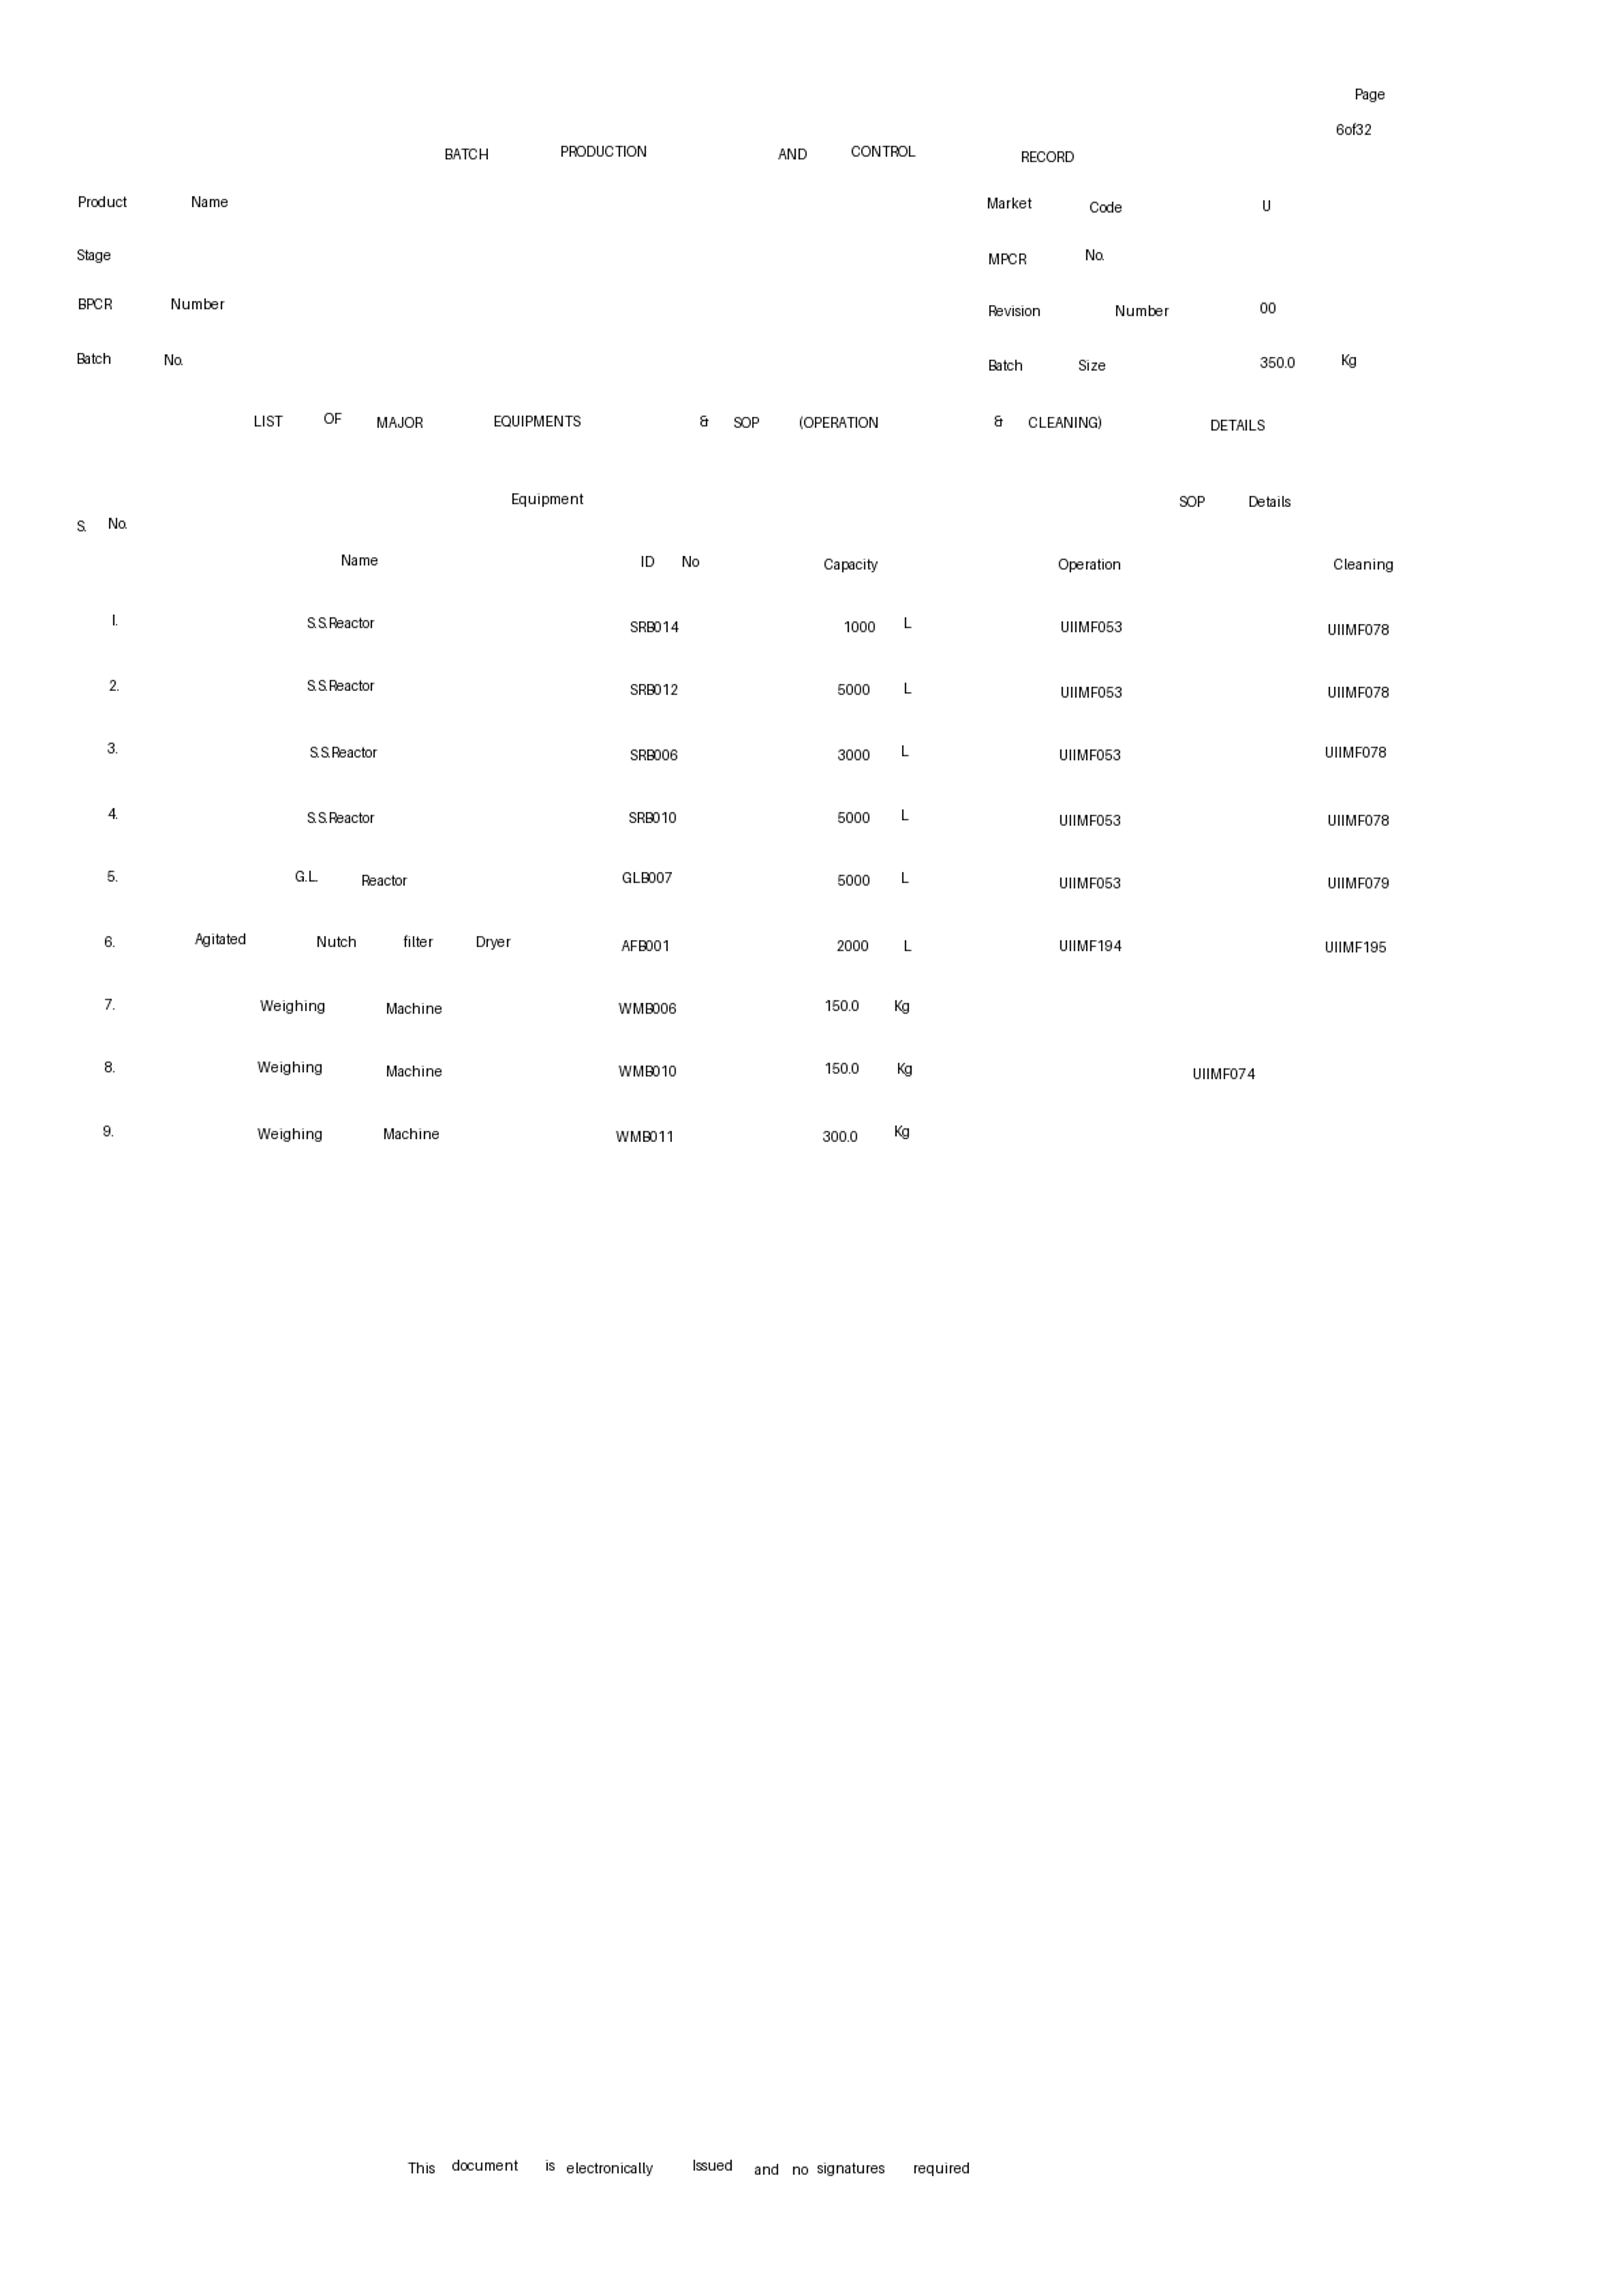 Page
6of32
BATCH PRODUCTION AND CONTROL RECORD
Product Name Market Code U
Stage MPCR No.
BPCR Number Revision Number 00
Batch No. Batch Size 350.0 Kg
LIST OF MAJOR EQUIPMENTS & SOP (OPERATION & CLEANING) DETAILS
Equipment SOP Details
S. No.
Name ID No Capacity Operation Cleaning
1. S.S.Reactor SRB014 1000 L UIIMF053 UIIMF078
2. S.S.Reactor SRB012 5000 L UIIMF053 UIIMF078
3. S.S.Reactor SRB006 3000 L UIIMF053 UIIMF078
4. S.S.Reactor SRB010 5000 L UIIMF053 UIIMF078
5. G.L. Reactor GLB007 5000 L UIIMF053 UIIMF079
6. Agitated Nutch filter Dryer AFB001 2000 L UIIMF194 UIIMF195
7. Weighing Machine WMB006 150.0 Kg
8. Weighing Machine WMB010 150.0 Kg UIIMF074
9. Weighing Machine WMB011 300.0 Kg
This document is electronically Issued and no signatures required